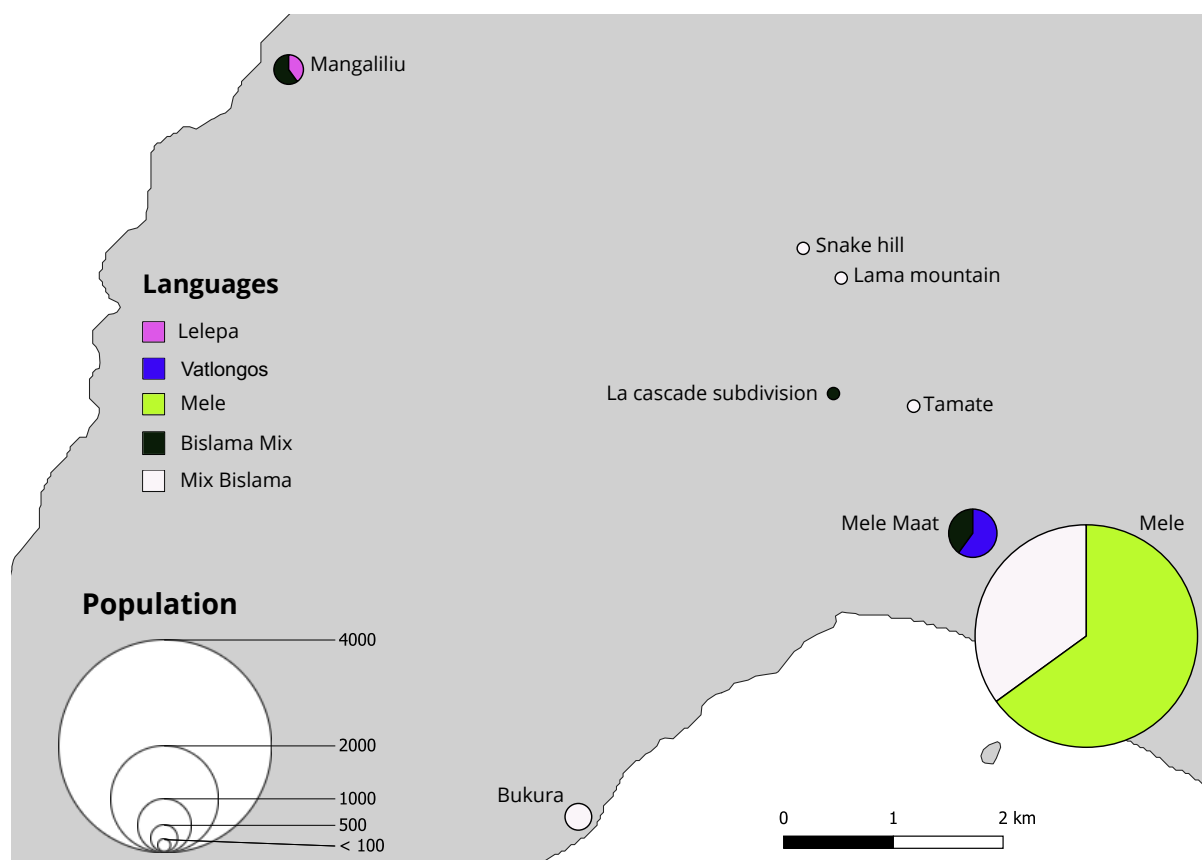 Mangaliliu
Snake hill
Lama mountain
Languages
Lelepa
Vatlongos
Mele
Bislama Mix
Mix Bislama
La cascade subdivision
Tamate
Mele Maat
Mele
Population
4000
2000
1000
500
< 100
Bukura
0 1 2 km